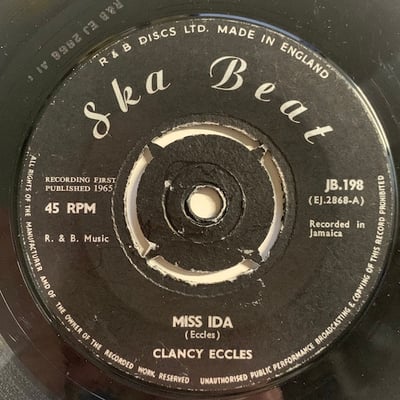 R&B EJ 2868 A
R & B DISCS LTD. MADE IN ENGLAND
Ska Beat
RECORDING FIRST
PUBLISHED 1965
45 RPM
R. & B. Music
JB.198
(EJ.2868-A)
Recorded in
Jamaica
MISS IDA
(Eccles)
CLANCY ECCLES
ALL RIGHTS OF THE MANUFACTURER AND OF THE OWNER OF THE RECORDED WORK RESERVED UNAUTHORISED PUBLIC PERFORMANCE BROADCASTING & COPYING OF THIS RECORD PROHIBITED